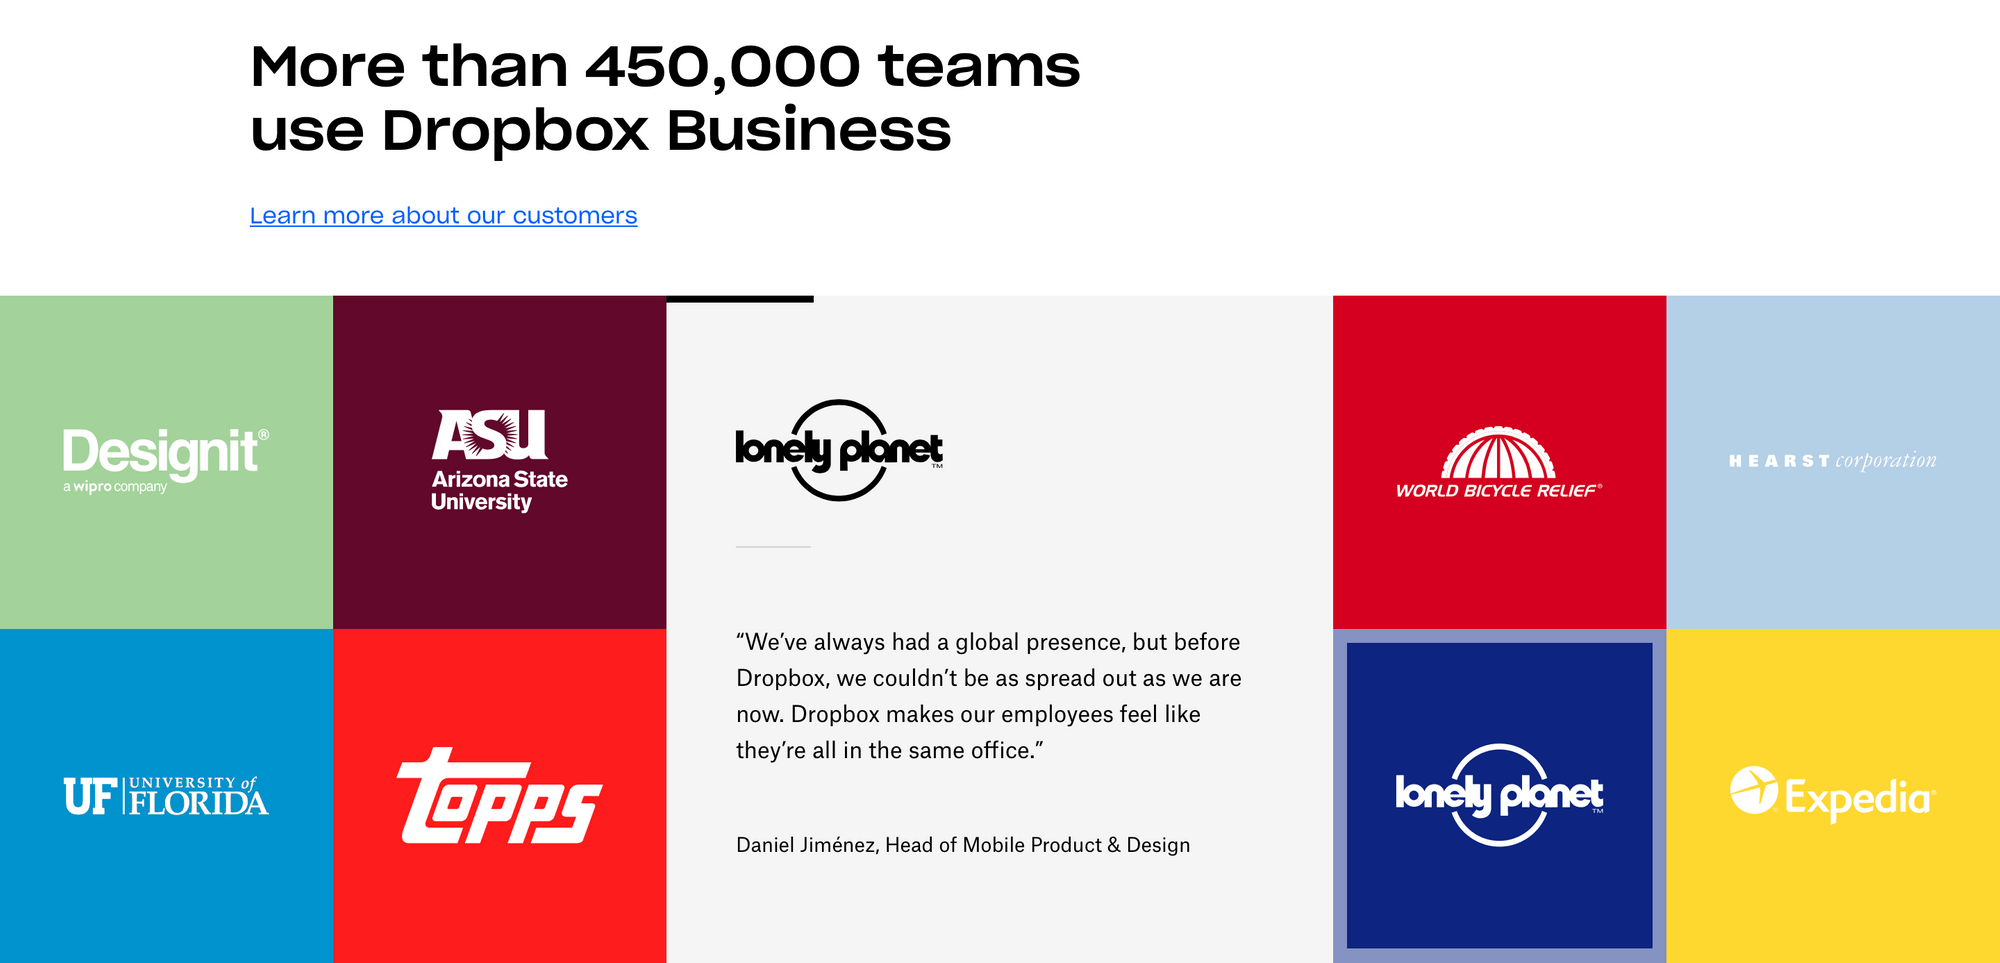 More than 450,000 teams
use Dropbox Business
Learn more about our customers
Designit®
a wipro company
ASU
Arizona State
University
lonely planet™
WORLD BICYCLE RELIEF®
HEARST corporation
“We’ve always had a global presence, but before
Dropbox, we couldn’t be as spread out as we are
now. Dropbox makes our employees feel like
they’re all in the same office.”
Daniel Jiménez, Head of Mobile Product & Design
UF UNIVERSITY of
FLORIDA
Topps
lonely planet™
Expedia®